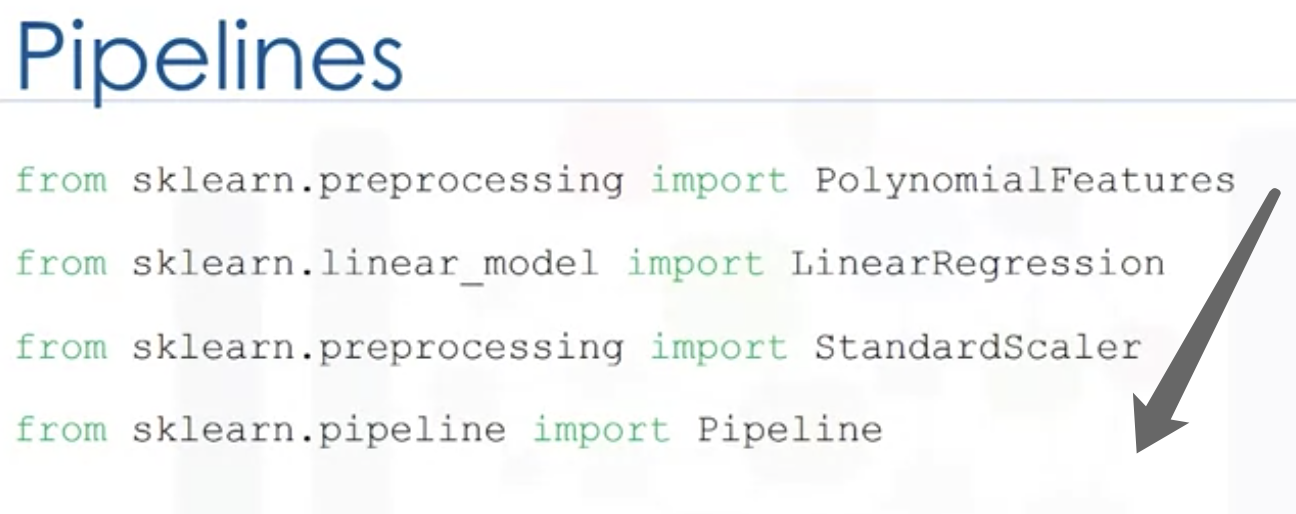 Pipelines
from sklearn.preprocessing import PolynomialFeatures
from sklearn.linear_model import LinearRegression
from sklearn.preprocessing import StandardScaler
from sklearn.pipeline import Pipeline